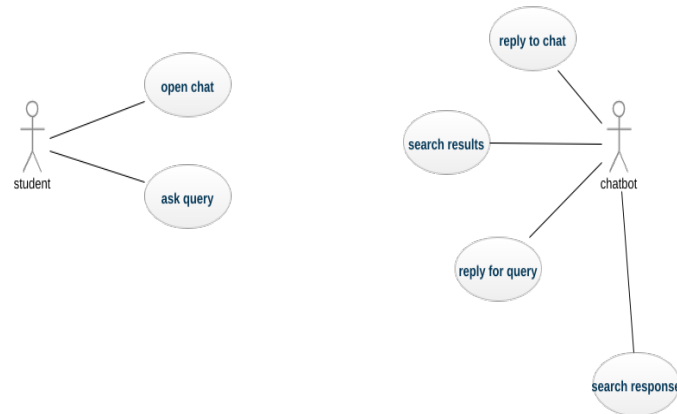 reply to chat
open chat
search results
student
chatbot
ask query
reply for query
search response